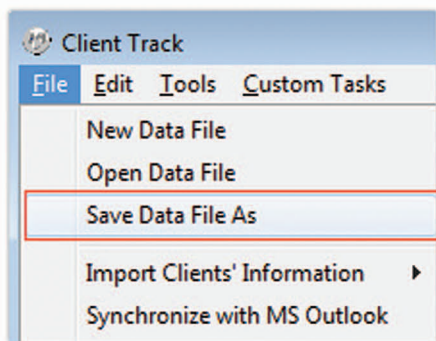 Client Track
File Edit Tools Custom Tasks
New Data File
Open Data File
Save Data File As
Import Clients' Information
Synchronize with MS Outlook